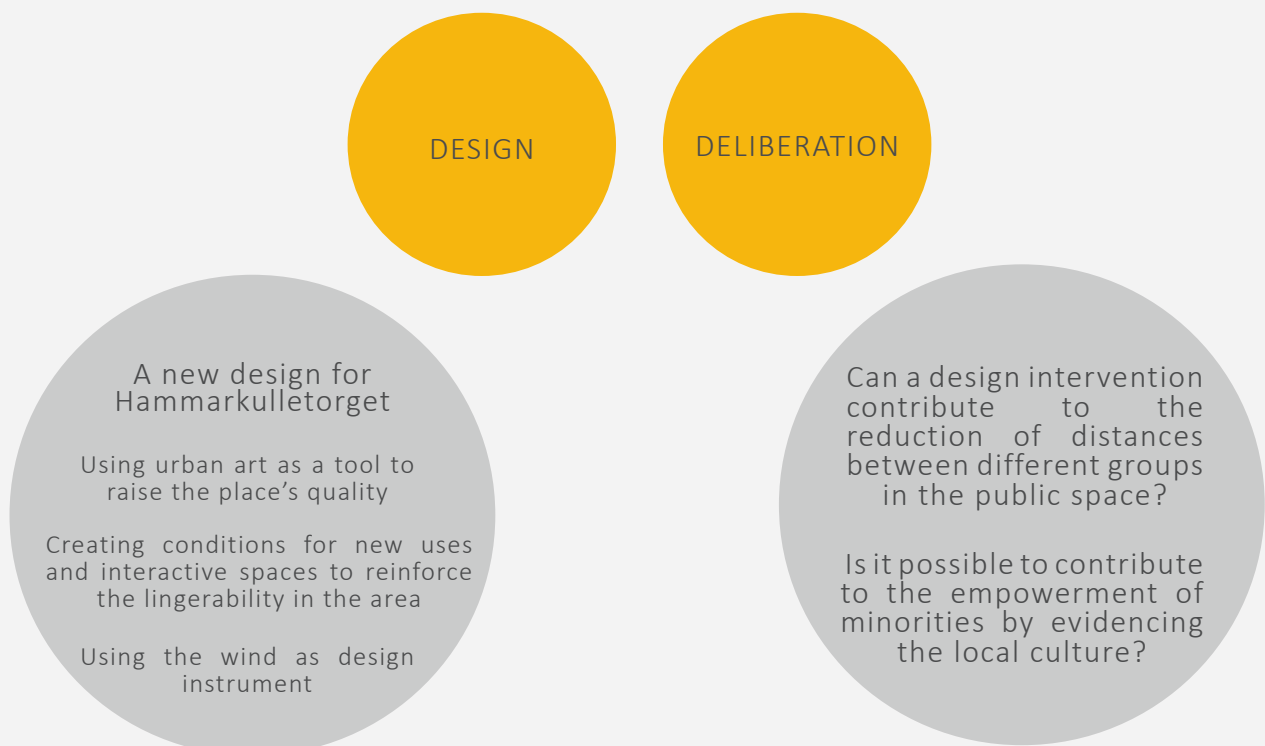 DESIGN
DELIBERATION
A new design for
Hammarkulletorget
Using urban art as a tool to
raise the place's quality
Creating conditions for new uses
and interactive spaces to reinforce
the lingerability in the area
Using the wind as design
instrument
Can a design intervention
contribute to the
reduction of distances
between different groups
in the public space?
Is it possible to contribute
to the empowerment of
minorities by evidencing
the local culture?